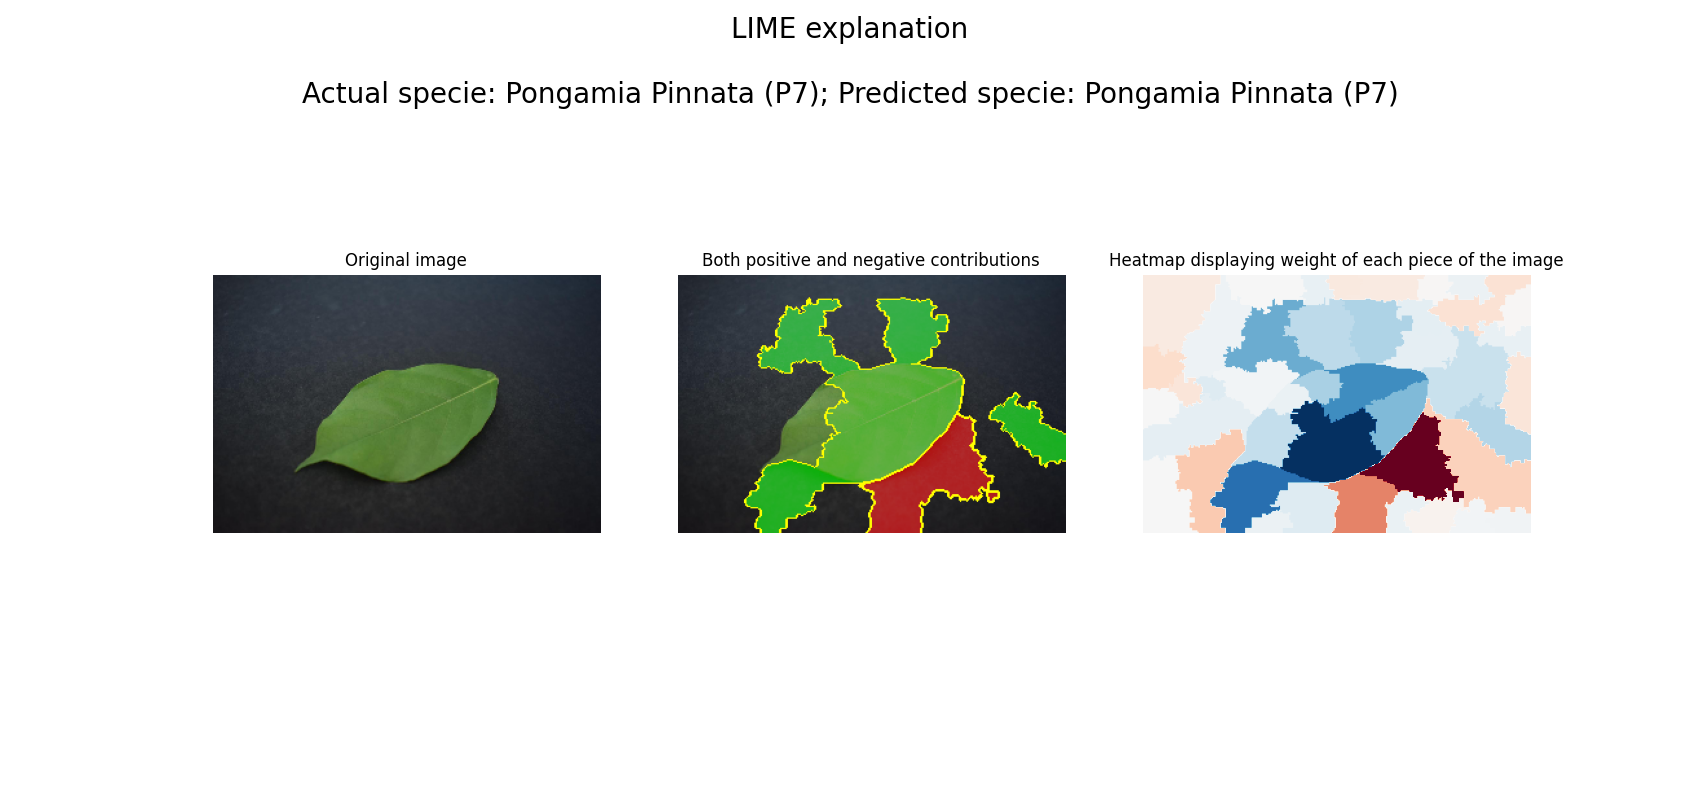 LIME explanation
Actual specie: Pongamia Pinnata (P7); Predicted specie: Pongamia Pinnata (P7)
Original image
Both positive and negative contributions
Heatmap displaying weight of each piece of the image